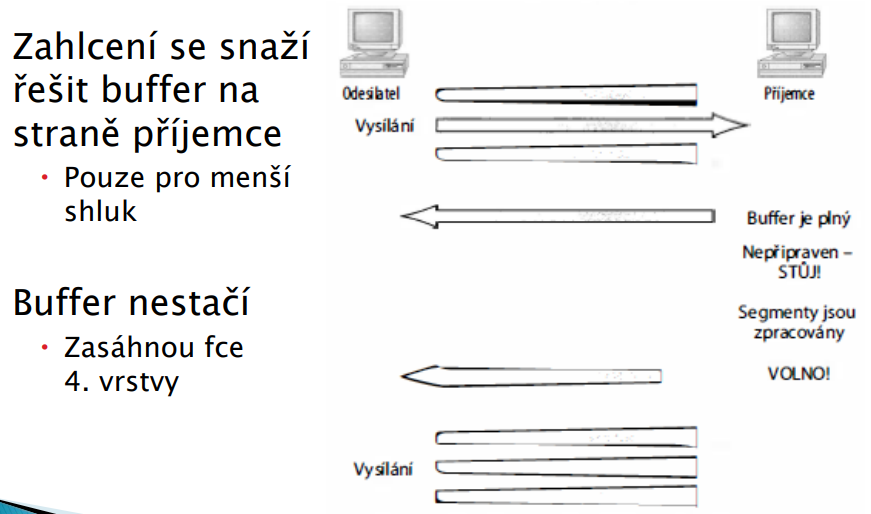 Zahlcení se snaží
řešit buffer na
straně příjemce
• Pouze pro menší
shluk
Buffer nestačí
• Zasáhnou fce
4. vrstvy
Odesílatel
Příjemce
Vysílání
Buffer je plný
Nepřipraven –
STŮJ!
Segmenty jsou
zpracovány
VOLNO!
Vysílání